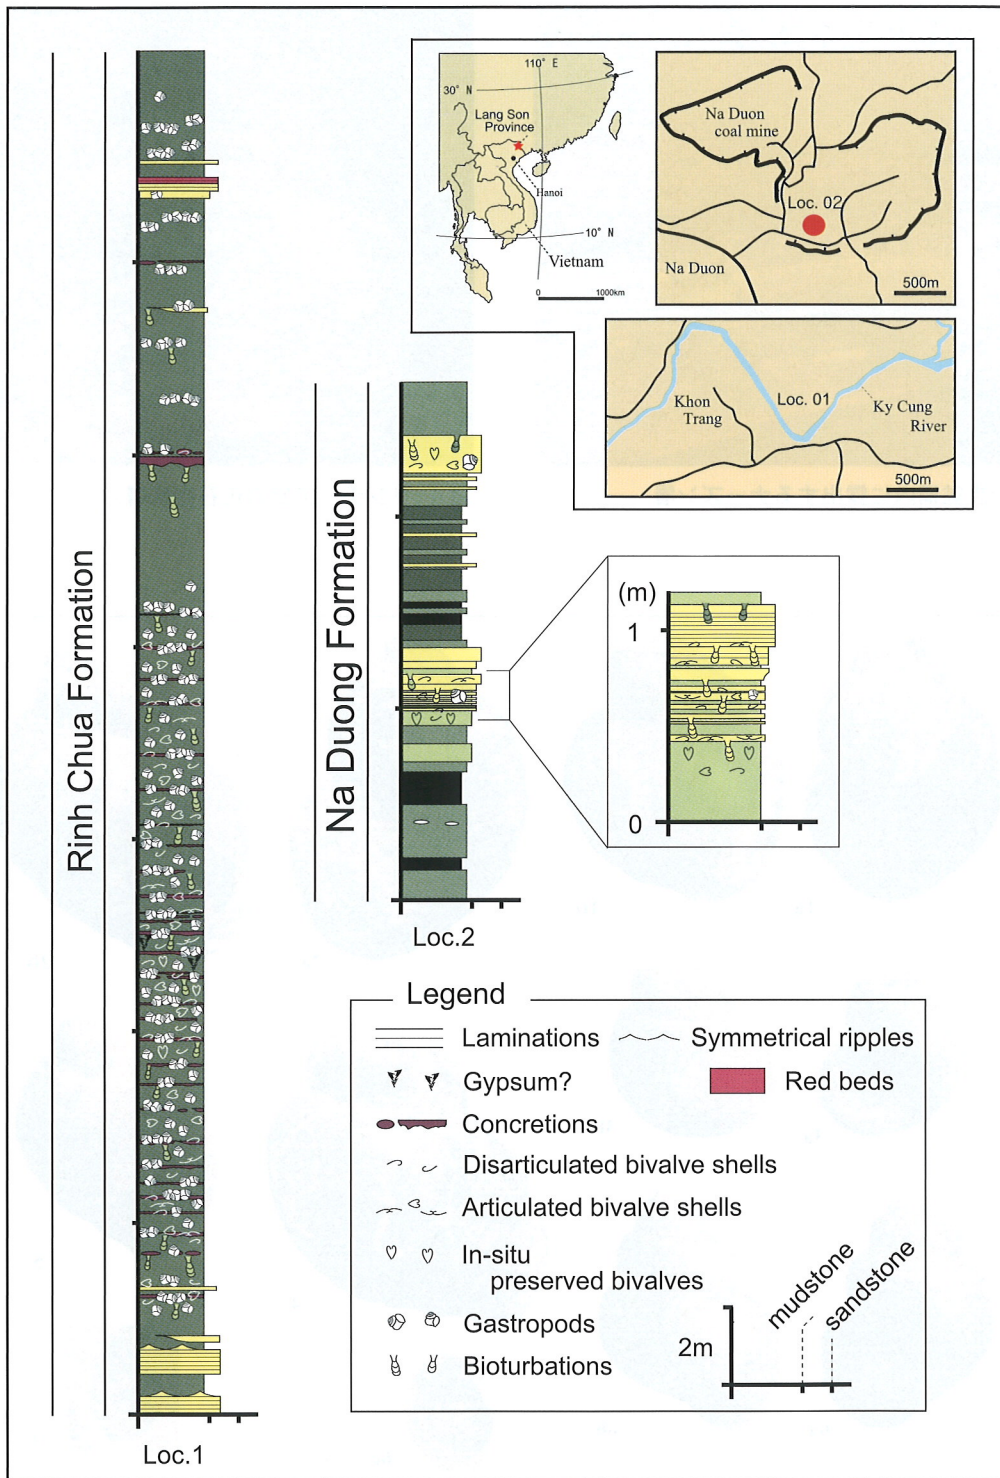 Rinh Chua Formation
Loc.1
Na Duong Formation
Loc.2
110° E
30° N
Lang Son
Province
Hanoi
10° N
Vietnam
0
1000km
Na Duon
coal mine
Loc. 02
Na Duon
500m
Khon
Trang
Loc. 01
Ky Cung
River
500m
(m)
1
0
Legend
Laminations
Symmetrical ripples
Gypsum?
Red beds
Concretions
Disarticulated bivalve shells
Articulated bivalve shells
In-situ
preserved bivalves
Gastropods
Bioturbations
2m
mudstone
sandstone